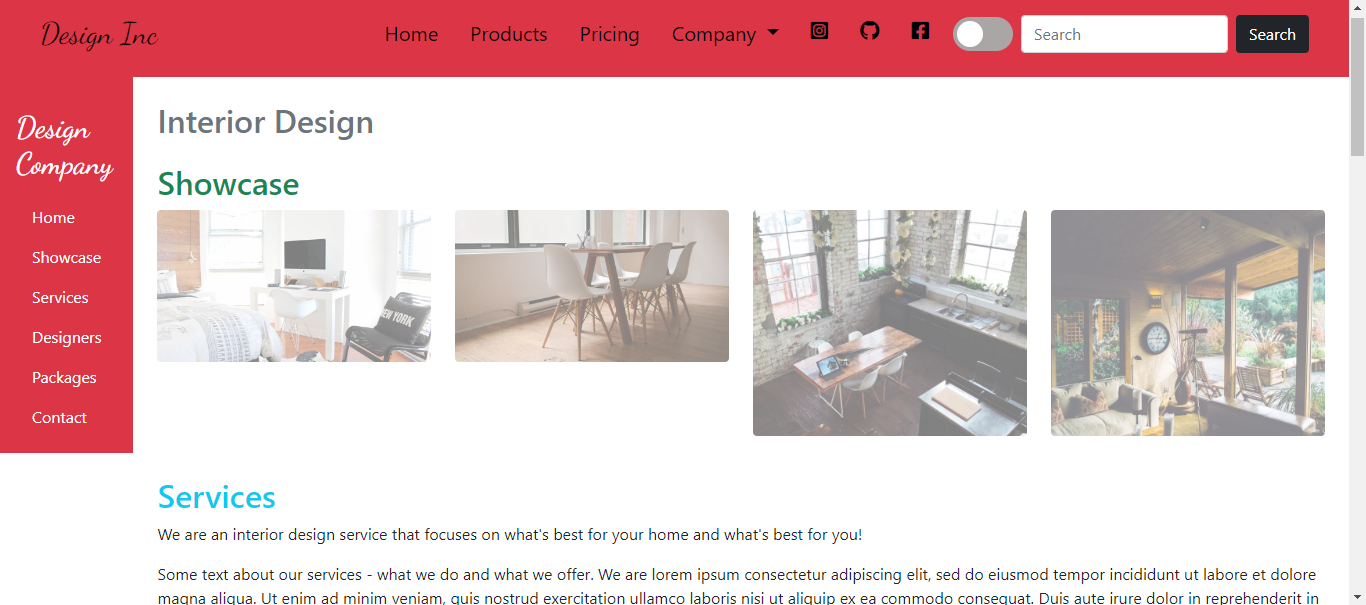 Design Inc
Home Products Pricing Company Search Search
Design
Company
Home
Showcase
Services
Designers
Packages
Contact
Interior Design
Showcase
NEW YORK
Services
We are an interior design service that focuses on what's best for your home and what's best for you!
Some text about our services - what we do and what we offer. We are lorem ipsum consectetur adipiscing elit, sed do eiusmod tempor incididunt ut labore et dolore
magna aliqua. Ut enim ad minim veniam, quis nostrud exercitation ullamco laboris nisi ut aliquip ex ea commodo consequat. Duis aute irure dolor in reprehenderit in